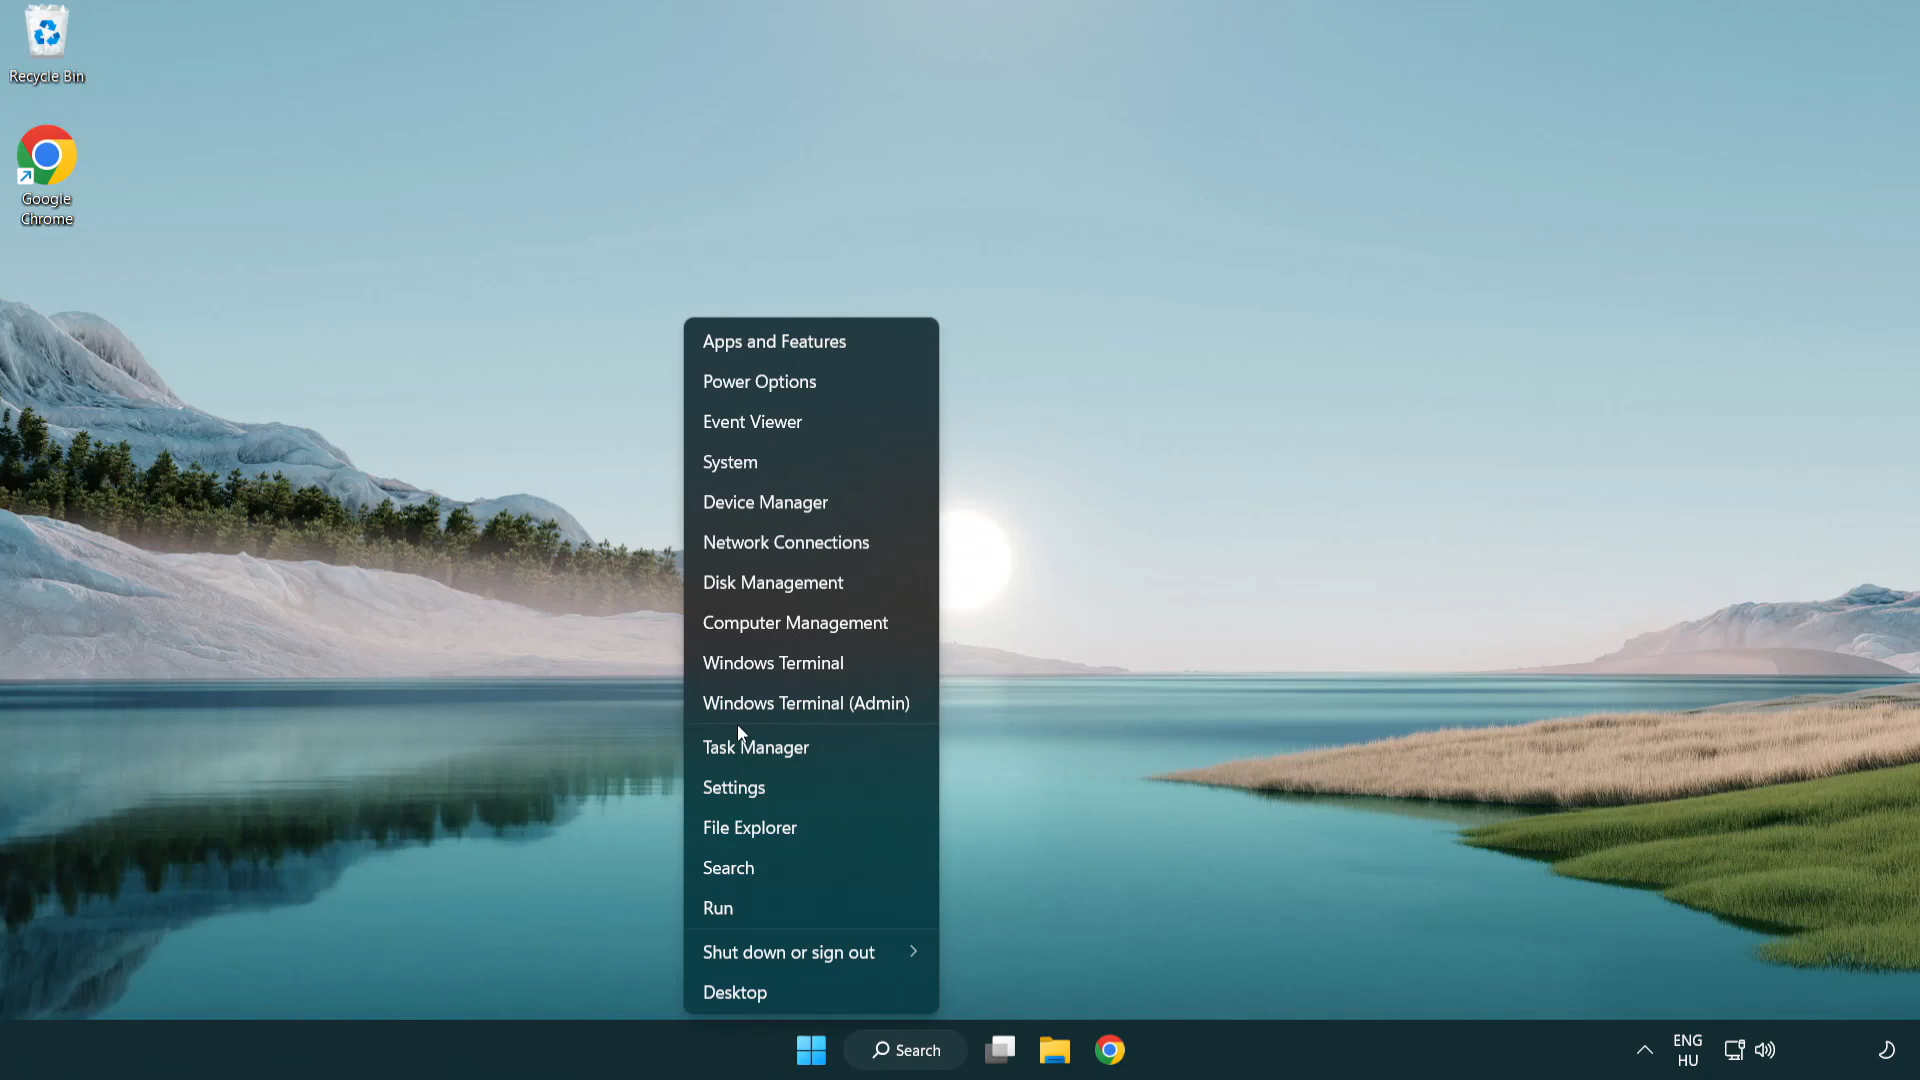 Recycle Bin
Google
Chrome
Apps and Features
Power Options
Event Viewer
System
Device Manager
Network Connections
Disk Management
Computer Management
Windows Terminal
Windows Terminal (Admin)
Task Manager
Settings
File Explorer
Search
Run
Shut down or sign out
Desktop
Search
ENG
HU